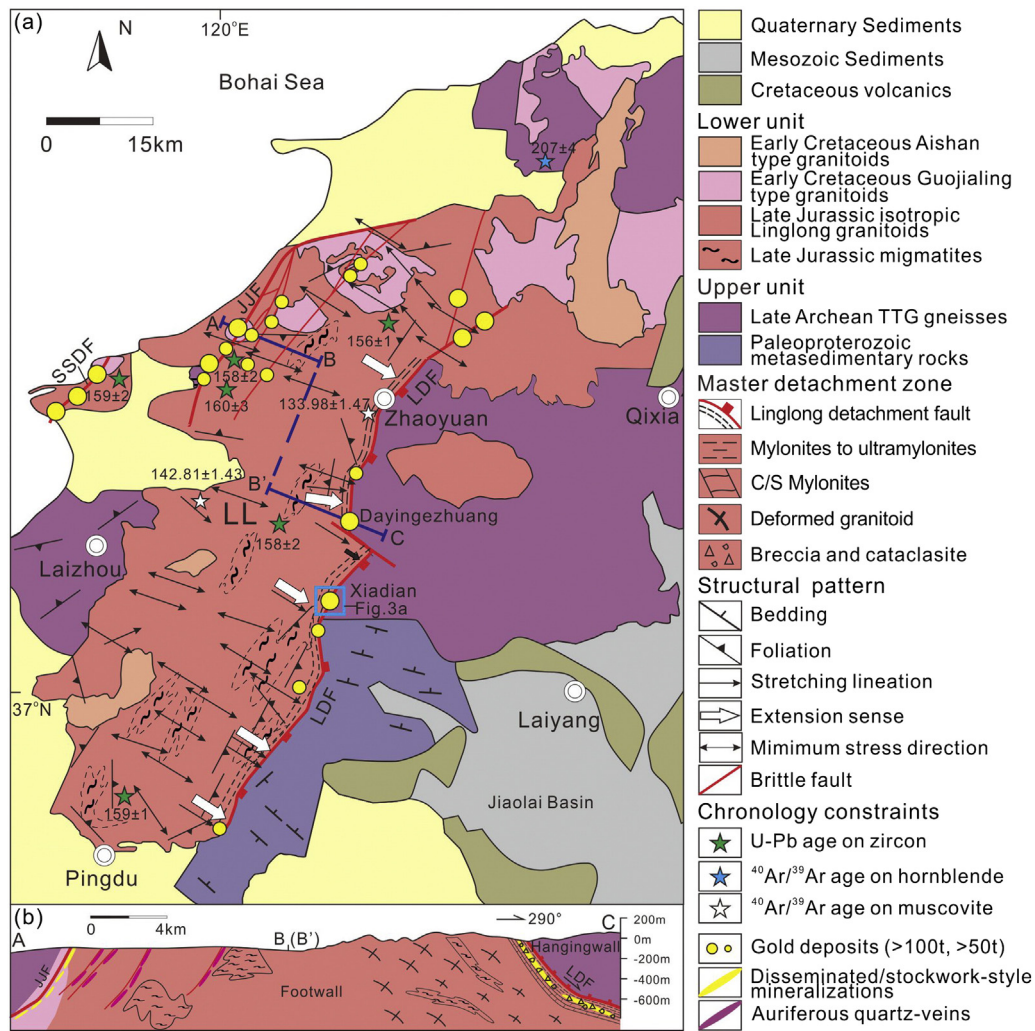 (a)
N
120°E
Bohai Sea
0 15km
207±4
JJF
A
156±1
B
SSDF
158±2
159±2
160±3
LDF
133.98±1.47
Zhaoyuan
Qixia
142.81±1.43
B'
LL
Dayingezhuang
158±2
C
Laizhou
Xiadian
Fig.3a
37°N
LDF
Laiyang
Jiaolai Basin
159±1
Pingdu
(b)
0 4km
290°
A
B (B')
C
200m
0m
-200m
-400m
-600m
JJF
Hangingwall
LDF
Footwall
Quaternary Sediments
Mesozoic Sediments
Cretaceous volcanics
Lower unit
Early Cretaceous Aishan
type granitoids
Early Cretaceous Guojialing
type granitoids
Late Jurassic isotropic
Linglong granitoids
Late Jurassic migmatites
Upper unit
Late Archean TTG gneisses
Paleoproterozoic
metasedimentary rocks
Master detachment zone
Linglong detachment fault
Mylonites to ultramylonites
C/S Mylonites
Deformed granitoid
Breccia and cataclasite
Structural pattern
Bedding
Foliation
Stretching lineation
Extension sense
Mimimum stress direction
Brittle fault
Chronology constraints
U-Pb age on zircon
⁴⁰Ar/³⁹Ar age on hornblende
⁴⁰Ar/³⁹Ar age on muscovite
Gold deposits (>100t, >50t)
Disseminated/stockwork-style
mineralizations
Auriferous quartz-veins